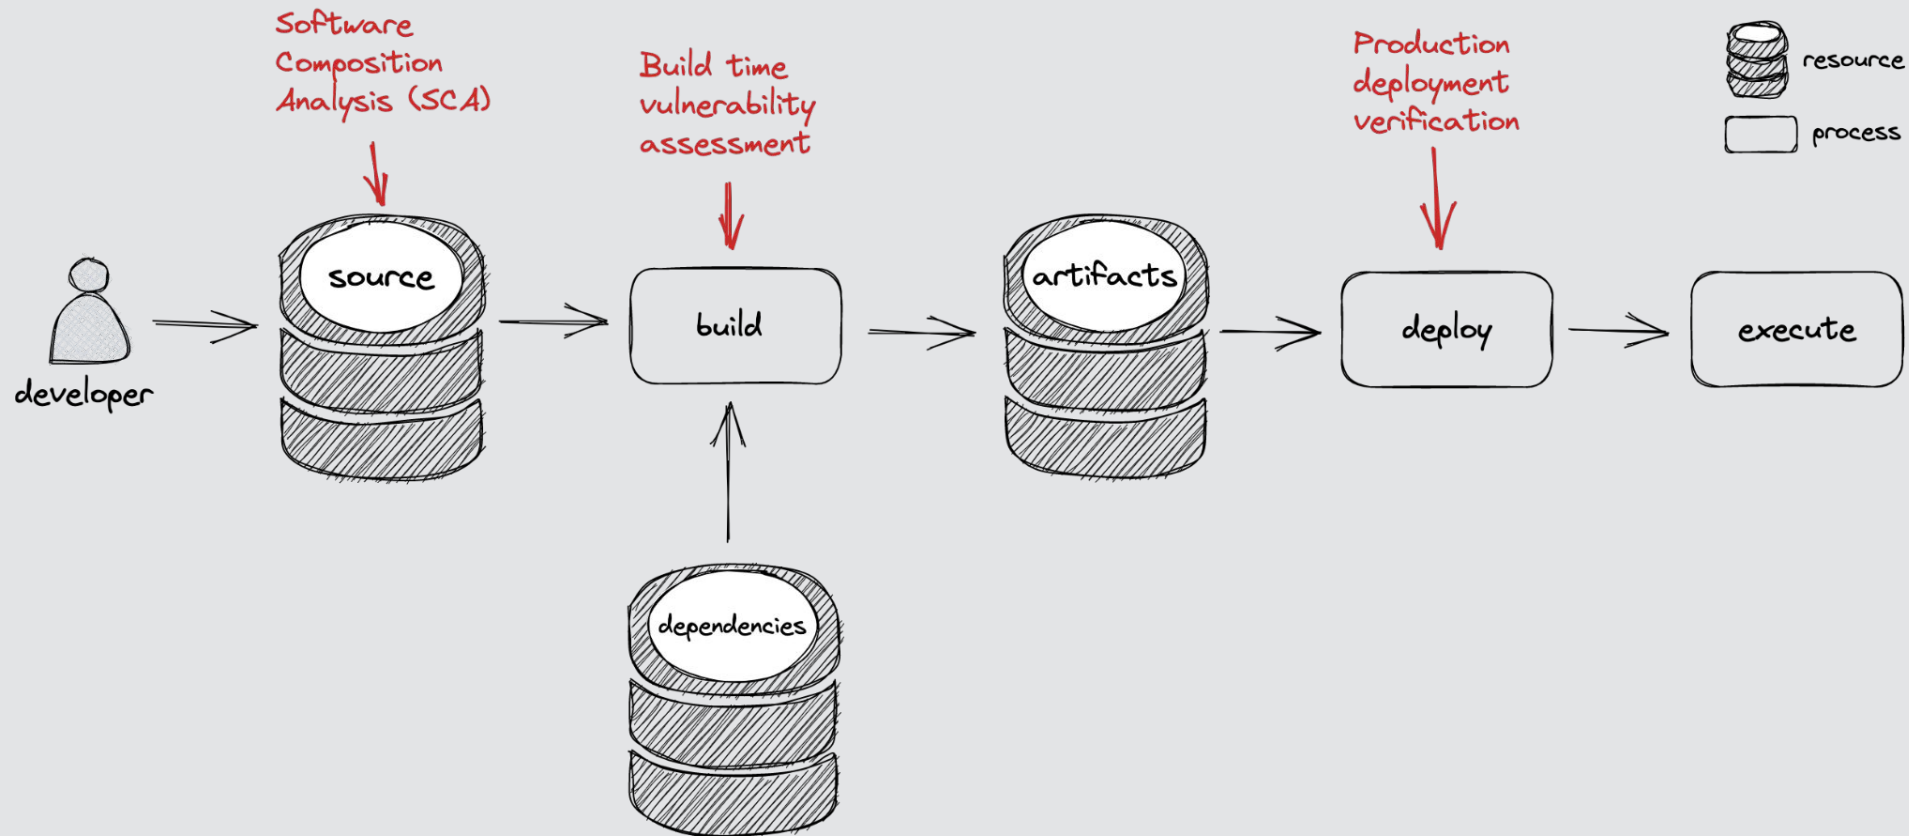 Software
Composition
Analysis (SCA)
Build time
vulnerability
assessment
Production
deployment
verification
resource
process
developer
source
build
artifacts
deploy
execute
dependencies